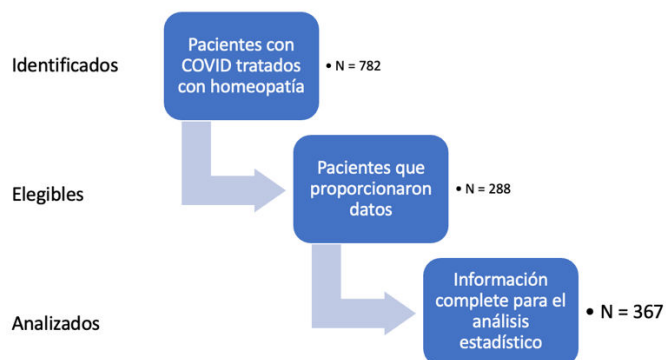 Identificados
Pacientes con
COVID tratados
con homeopatía
• N = 782
Elegibles
Pacientes que
proporcionaron
datos
• N = 288
Analizados
Información
complete para el
análisis
estadístico
• N = 367